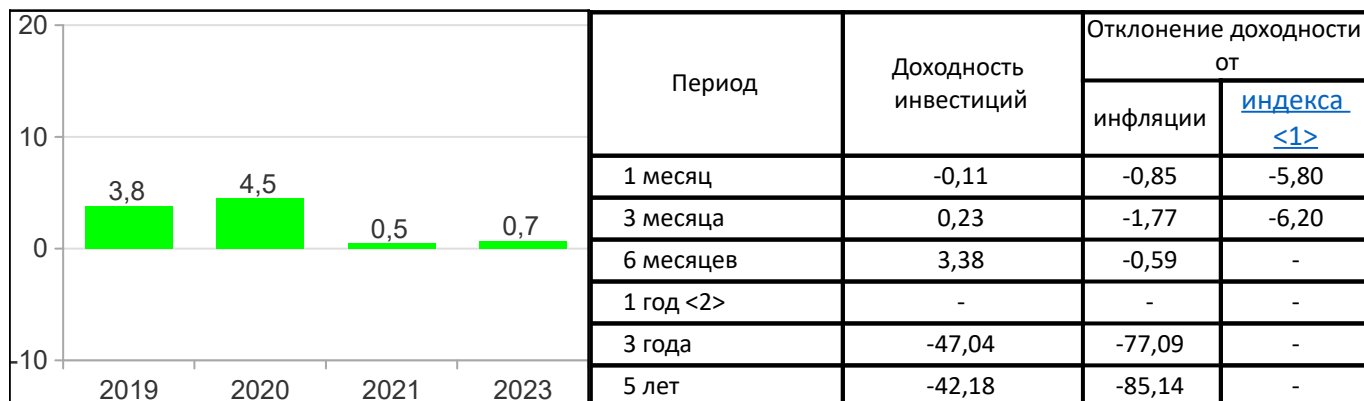 20
10
0
-10
3,8
4,5
0,5
0,7
2019 2020 2021 2023
Период
Доходность
инвестиций
Отклонение доходности
от
инфляции
индекса
<1>
1 месяц -0,11 -0,85 -5,80
3 месяца 0,23 -1,77 -6,20
6 месяцев 3,38 -0,59 -
1 год <2> - - -
3 года -47,04 -77,09 -
5 лет -42,18 -85,14 -